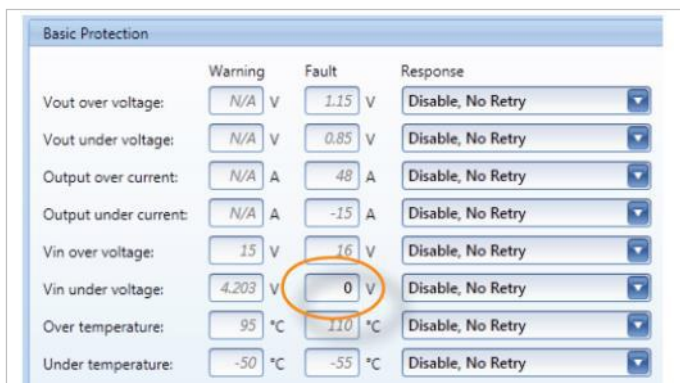 Basic Protection
Warning Fault Response
Vout over voltage: N/A V 1.15 V Disable, No Retry
Vout under voltage: N/A V 0.85 V Disable, No Retry
Output over current: N/A A 48 A Disable, No Retry
Output under current: N/A A -15 A Disable, No Retry
Vin over voltage: 15 V 16 V Disable, No Retry
Vin under voltage: 4.203 V 0 V Disable, No Retry
Over temperature: 95 °C 110 °C Disable, No Retry
Under temperature: -50 °C -55 °C Disable, No Retry